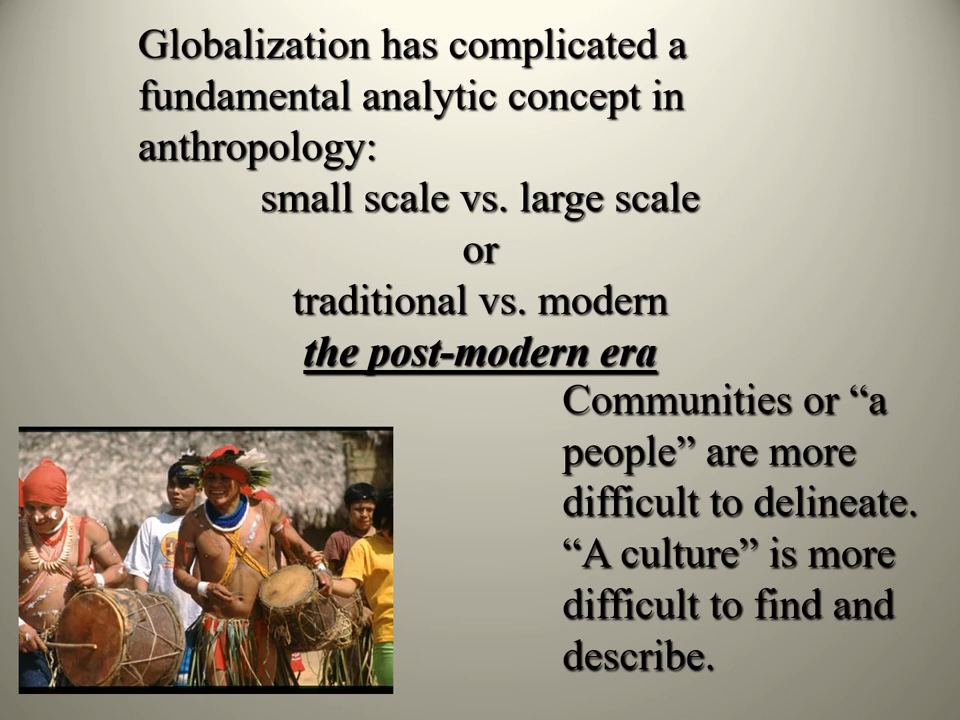 Globalization has complicated a
fundamental analytic concept in
anthropology:
small scale vs. large scale
or
traditional vs. modern
the post-modern era
Communities or “a
people” are more
difficult to delineate.
“A culture” is more
difficult to find and
describe.